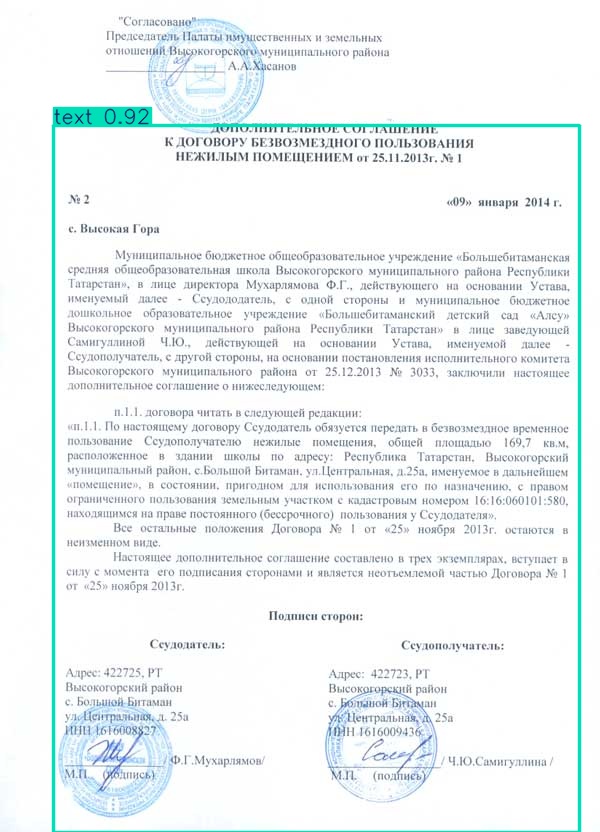 "Согласовано"
Председатель Палаты имущественных и земельных
отношений Высокогорского муниципального района
А.А.Хасанов
text 0.92
ДОПОЛНИТЕЛЬНОЕ СОГЛАШЕНИЕ
К ДОГОВОРУ БЕЗВОЗМЕЗДНОГО ПОЛЬЗОВАНИЯ
НЕЖИЛЫМ ПОМЕЩЕНИЕМ от 25.11.2013г. № 1
№ 2
«09» января 2014 г.
с. Высокая Гора
Муниципальное бюджетное общеобразовательное учреждение «Большебитаманская
средняя общеобразовательная школа Высокогорского муниципального района Республики
Татарстан», в лице директора Мухарлямова Ф.Г., действующего на основании Устава,
именуемый далее - Ссудодатель, с одной стороны и муниципальное бюджетное
дошкольное образовательное учреждение «Большебитаманский детский сад «Алсу»
Высокогорского муниципального района Республики Татарстан» в лице заведующей
Самигуллиной Ч.Ю., действующей на основании Устава, именуемой далее -
Ссудополучатель, с другой стороны, на основании постановления исполнительного комитета
Высокогорского муниципального района от 25.12.2013 № 3033, заключили настоящее
дополнительное соглашение о нижеследующем:
п.1.1. договора читать в следующей редакции:
«п.1.1. По настоящему договору Ссудодатель обязуется передать в безвозмездное временное
пользование Ссудополучателю нежилые помещения, общей площадью 169,7 кв.м,
расположенное в здании школы по адресу: Республика Татарстан, Высокогорский
муниципальный район, с.Большой Битаман, ул.Центральная, д.25а, именуемое в дальнейшем
«помещение», в состоянии, пригодном для использования его по назначению, с правом
ограниченного пользования земельным участком с кадастровым номером 16:16:060101:580,
находящимся на праве постоянного (бессрочного) пользования у Ссудодателя».
Все остальные положения Договора № 1 от «25» ноября 2013г. остаются в
неизменном виде.
Настоящее дополнительное соглашение составлено в трех экземплярах, вступает в
силу с момента его подписания сторонами и является неотъемлемой частью Договора № 1
от «25» ноября 2013г.
Подписи сторон:
Ссудодатель:
Адрес: 422725, РТ
Высокогорский район
с. Большой Битаман
ул. Центральная, д. 25а
ИНН 1616008827
/ Ф.Г.Мухарлямов/
М.П. (подпись)
Ссудополучатель:
Адрес: 422723, РТ
Высокогорский район
с. Большой Битаман
ул. Центральная, д. 25а
ИНН 1616009436
/ Ч.Ю.Самигуллина /
М.П. (подпись)